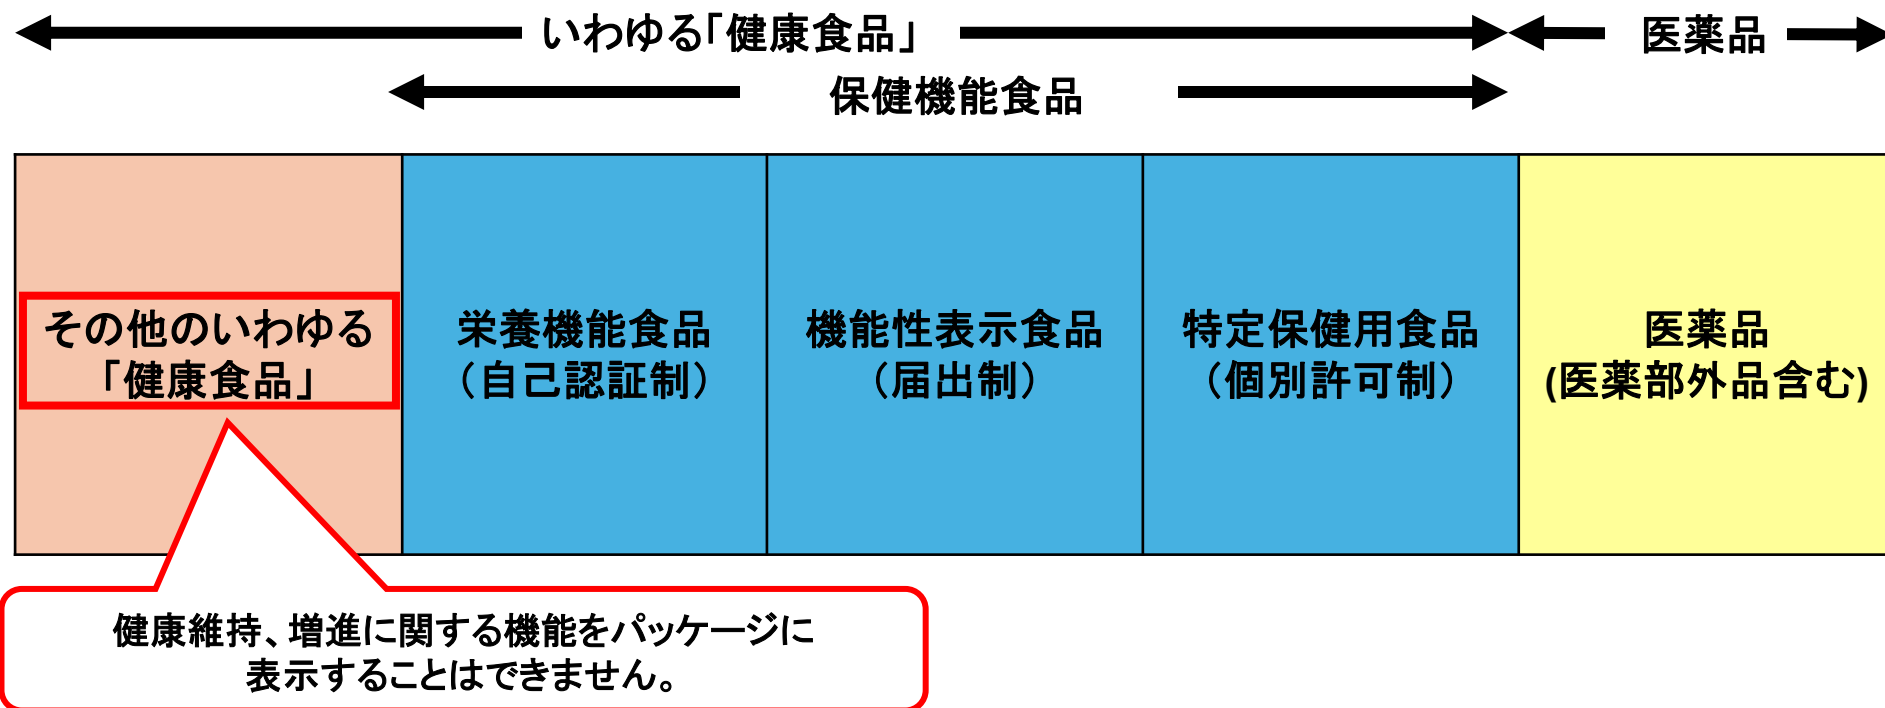 いわゆる「健康食品」
医薬品
保健機能食品
その他のいわゆる
「健康食品」
栄養機能食品
（自己認証制）
機能性表示食品
（届出制）
特定保健用食品
（個別許可制）
医薬品
(医薬部外品含む)
健康維持、増進に関する機能をパッケージに
表示することはできません。